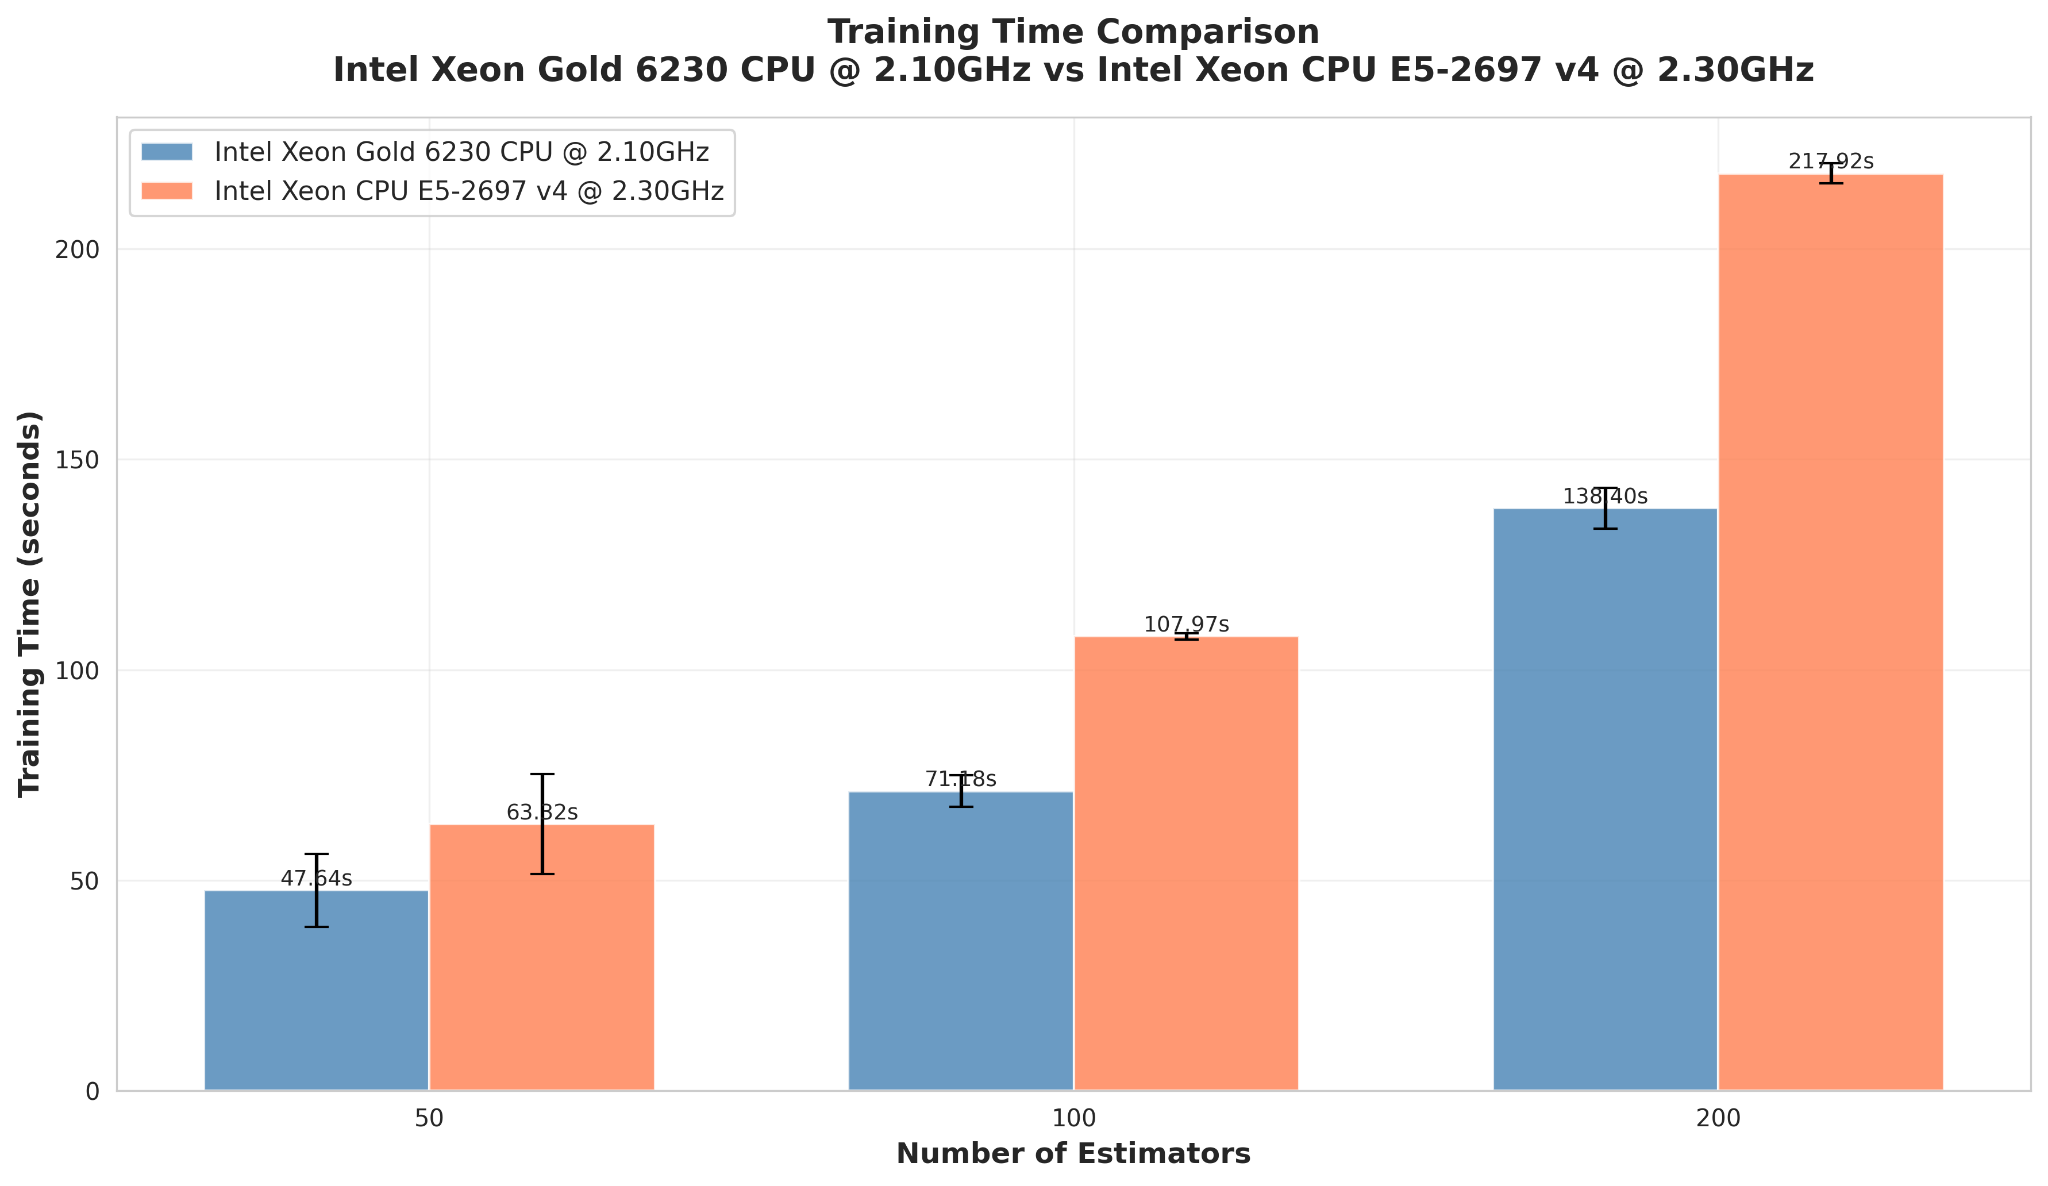 Training Time Comparison
Intel Xeon Gold 6230 CPU @ 2.10GHz vs Intel Xeon CPU E5-2697 v4 @ 2.30GHz
Intel Xeon Gold 6230 CPU @ 2.10GHz
Intel Xeon CPU E5-2697 v4 @ 2.30GHz
217.92s
200
150
138.40s
107.97s
100
71.18s
63.32s
47.64s
50
0
50
100
200
Training Time (seconds)
Number of Estimators